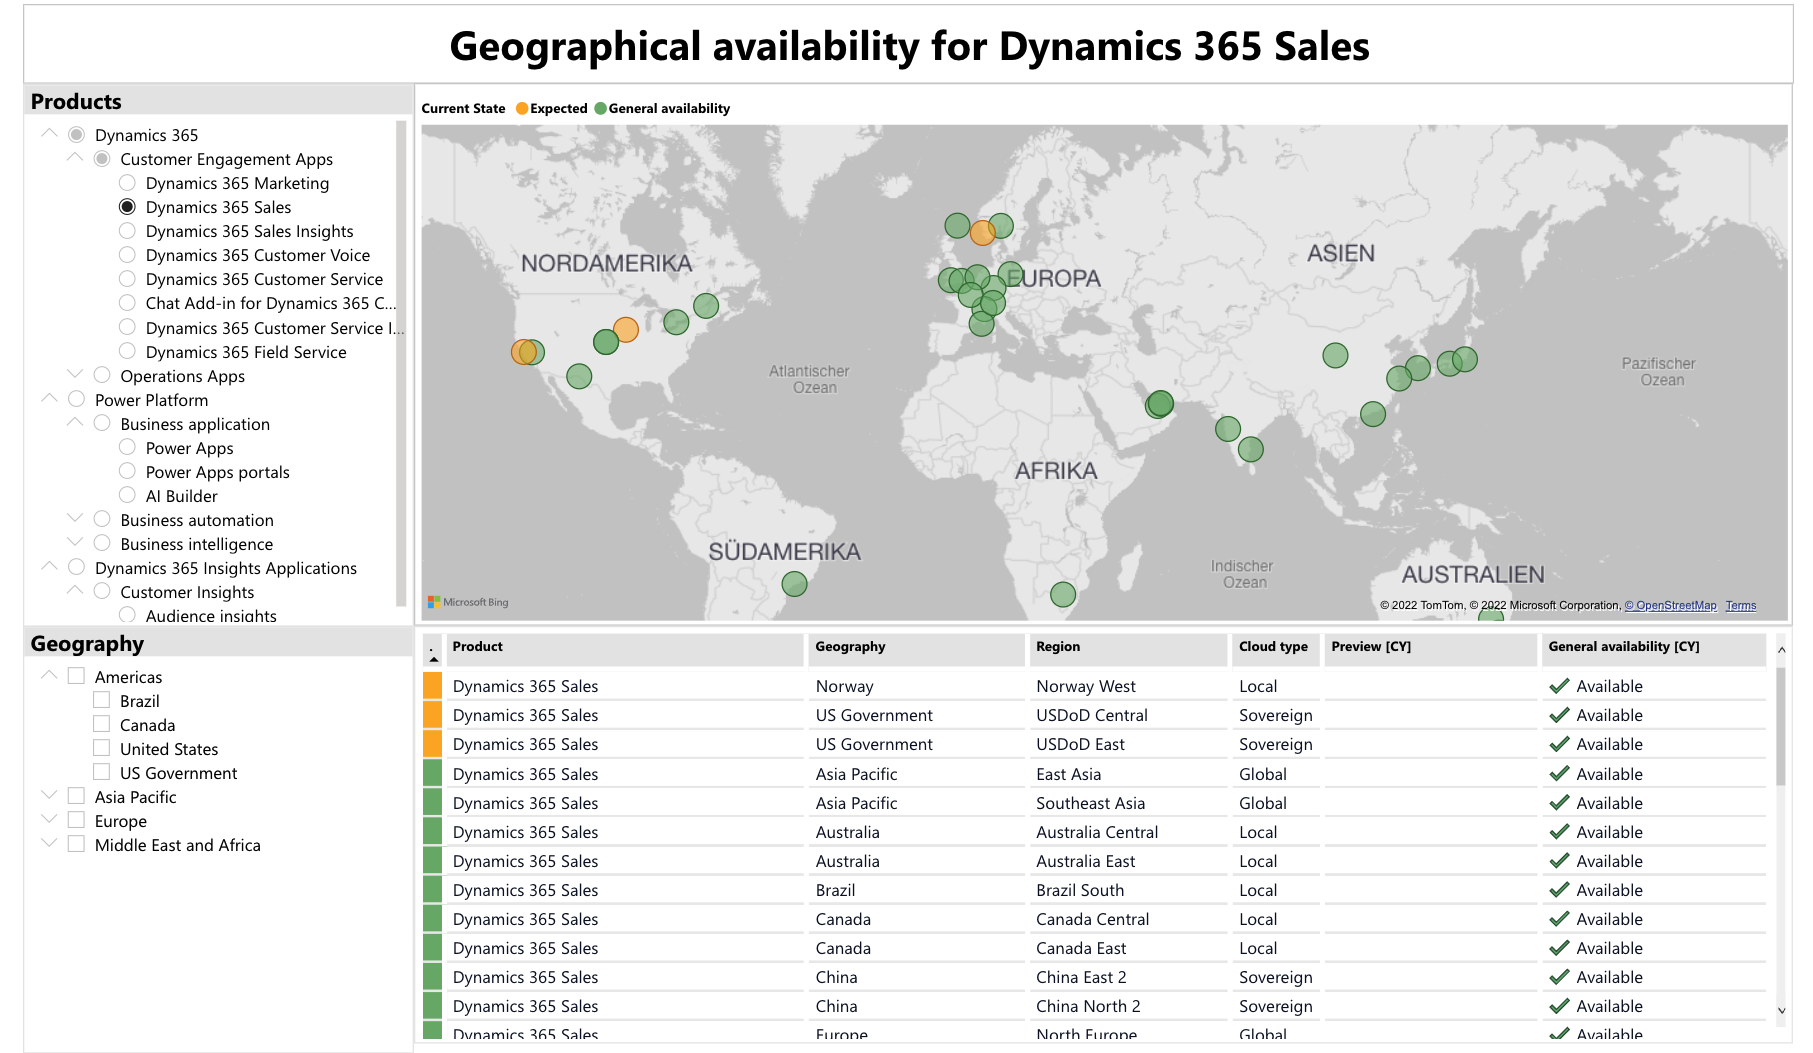 Geographical availability for Dynamics 365 Sales
Products
Dynamics 365
Customer Engagement Apps
Dynamics 365 Marketing
Dynamics 365 Sales
Dynamics 365 Sales Insights
Dynamics 365 Customer Voice
Dynamics 365 Customer Service
Chat Add-in for Dynamics 365 C...
Dynamics 365 Customer Service I...
Dynamics 365 Field Service
Operations Apps
Power Platform
Business application
Power Apps
Power Apps portals
AI Builder
Business automation
Business intelligence
Dynamics 365 Insights Applications
Customer Insights
Audience insights
Geography
Americas
Brazil
Canada
United States
US Government
Asia Pacific
Europe
Middle East and Africa
Current State Expected General availability
NORDAMERIKA
EUROPA
ASIEN
Atlantischer
Ozean
Pazifischer
Ozean
AFRIKA
SÜDAMERIKA
Indischer
Ozean
AUSTRALIEN
Microsoft Bing
© 2022 TomTom, © 2022 Microsoft Corporation, © OpenStreetMap Terms
. Product Geography Region Cloud type Preview [CY] General availability [CY]
Dynamics 365 Sales Norway Norway West Local Available
Dynamics 365 Sales US Government USDoD Central Sovereign Available
Dynamics 365 Sales US Government USDoD East Sovereign Available
Dynamics 365 Sales Asia Pacific East Asia Global Available
Dynamics 365 Sales Asia Pacific Southeast Asia Global Available
Dynamics 365 Sales Australia Australia Central Local Available
Dynamics 365 Sales Australia Australia East Local Available
Dynamics 365 Sales Brazil Brazil South Local Available
Dynamics 365 Sales Canada Canada Central Local Available
Dynamics 365 Sales Canada Canada East Local Available
Dynamics 365 Sales China China East 2 Sovereign Available
Dynamics 365 Sales China China North 2 Sovereign Available
Dynamics 365 Sales Europe North Europe Global Available